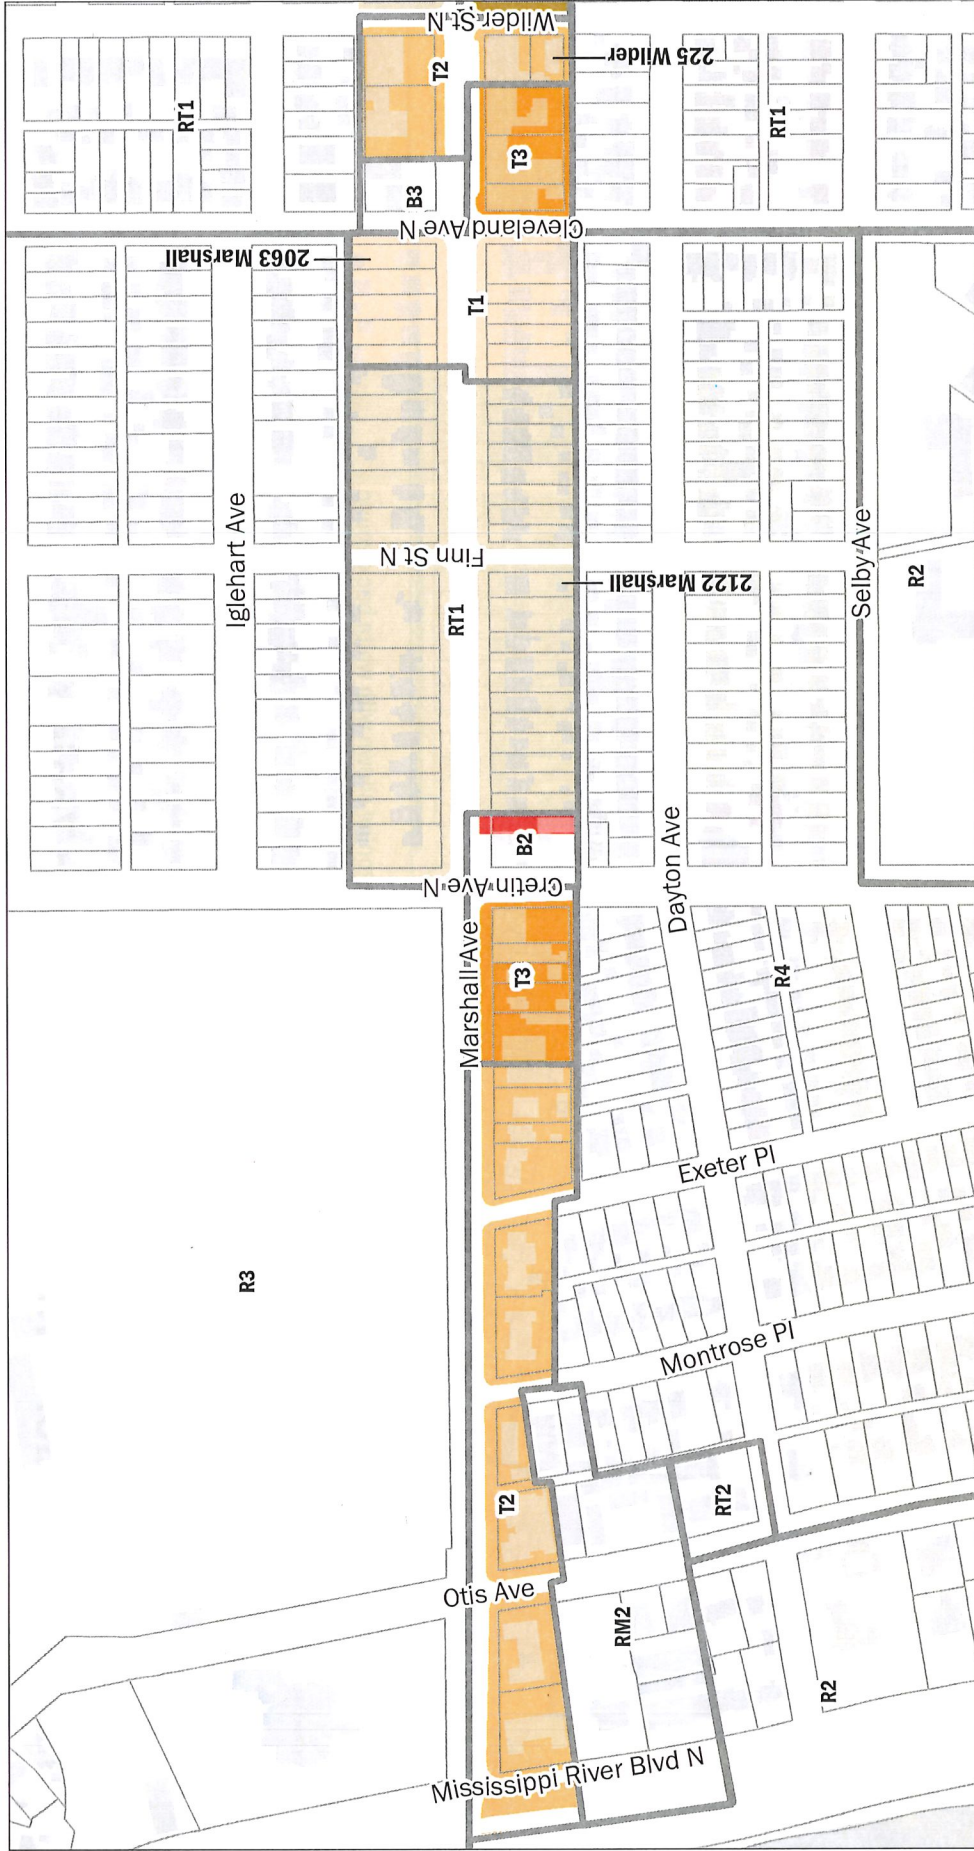 Wilder St N
T2
225 Wilder
RT1
RT1
T3
B3
Cleveland Ave N
2063 Marshall
T1
Iglehart Ave
Finn St N
2122 Marshall
RT1
Selby Ave
R2
B2
Cretin Ave N
Dayton Ave
Marshall Ave
T3
R4
Exeter Pl
R3
Montrose Pl
T2
RT2
Otis Ave
RM2
R2
Mississippi River Blvd N